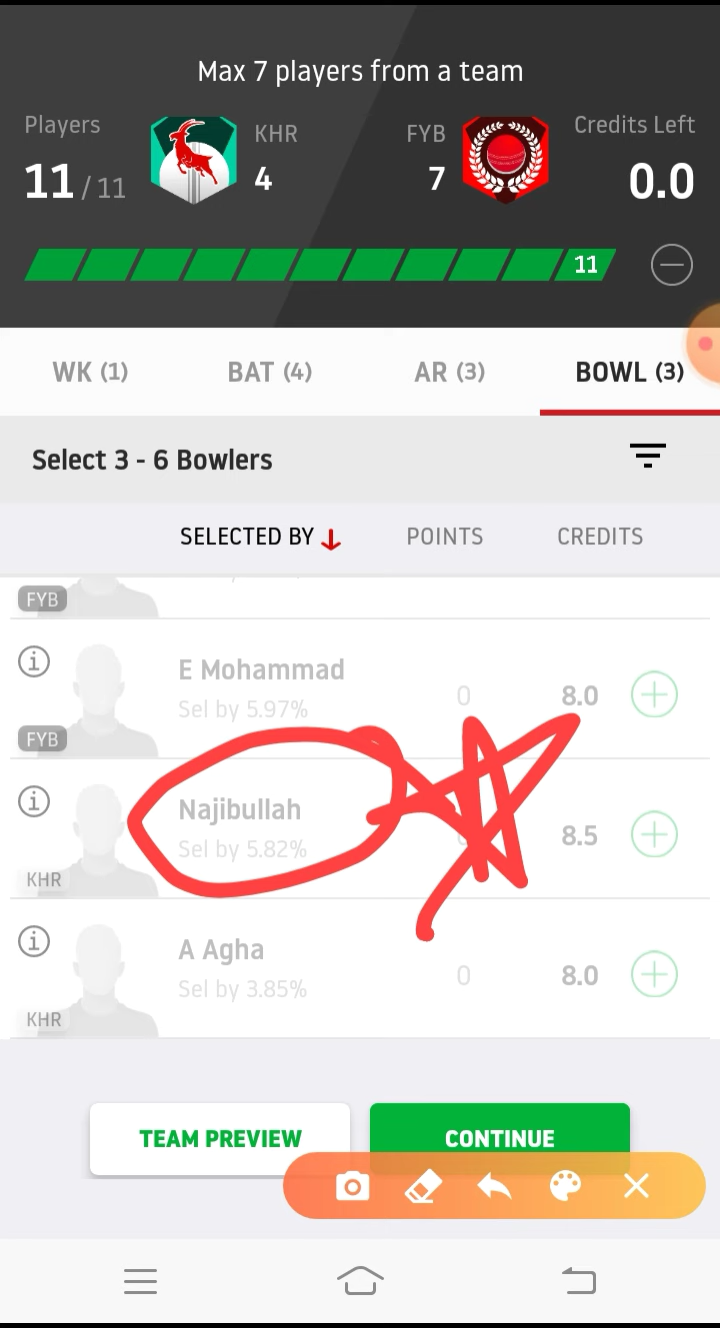 Max 7 players from a team
Players KHR FYB Credits Left
11 / 11 4 7 0.0
11
WK (1) BAT (4) AR (3) BOWL (3)
Select 3 - 6 Bowlers
SELECTED BY POINTS CREDITS
FYB
E Mohammad
Sel by 5.97% 0 8.0
FYB
Najibullah
Sel by 5.82% 8.5
KHR
A Agha
Sel by 3.85% 0 8.0
KHR
TEAM PREVIEW CONTINUE